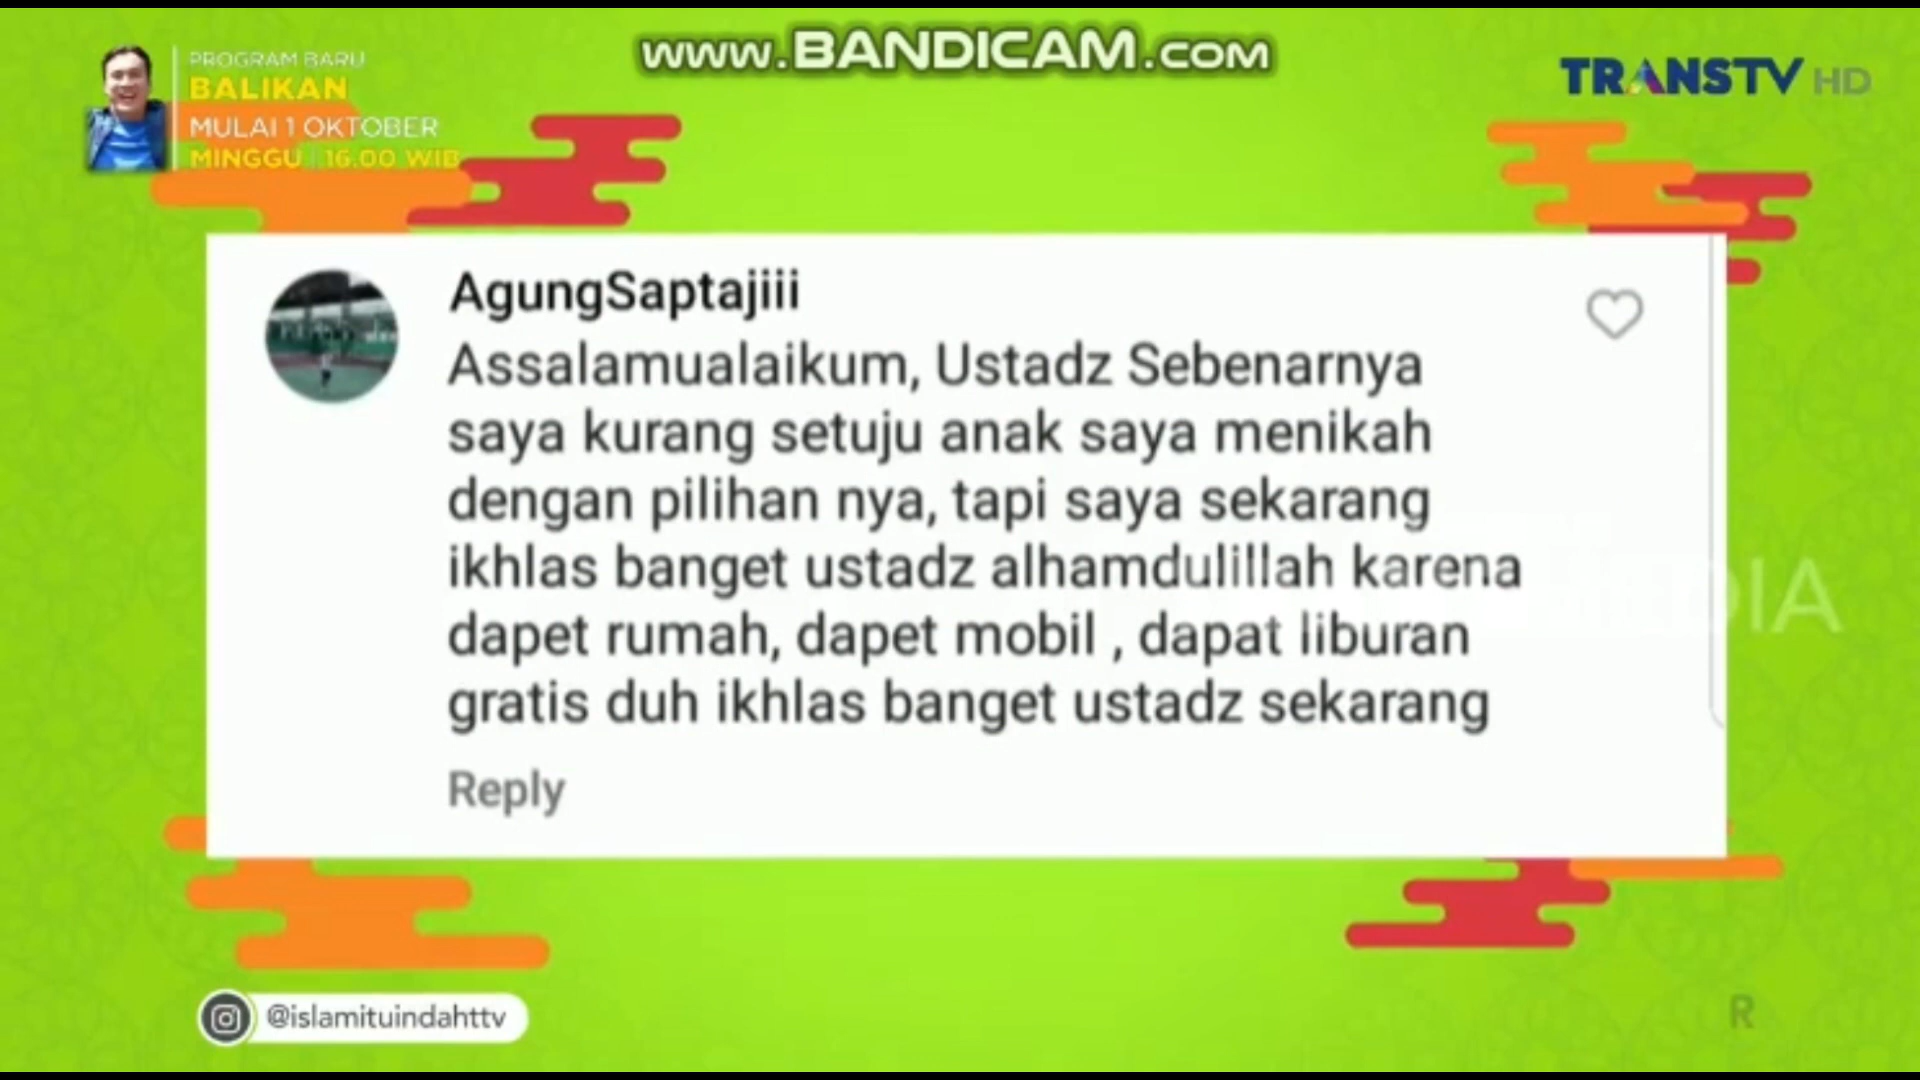 www.BANDICAM.com
PROGRAM BARU
BALIKAN
MULAI 1 OKTOBER
MINGGU | 16.00 WIB
TRANSTV HD
AgungSaptajiii
Assalamualaikum, Ustadz Sebenarnya
saya kurang setuju anak saya menikah
dengan pilihan nya, tapi saya sekarang
ikhlas banget ustadz alhamdulillah karena
dapet rumah, dapet mobil , dapat liburan
gratis duh ikhlas banget ustadz sekarang
Reply
@islamituindahttv
R